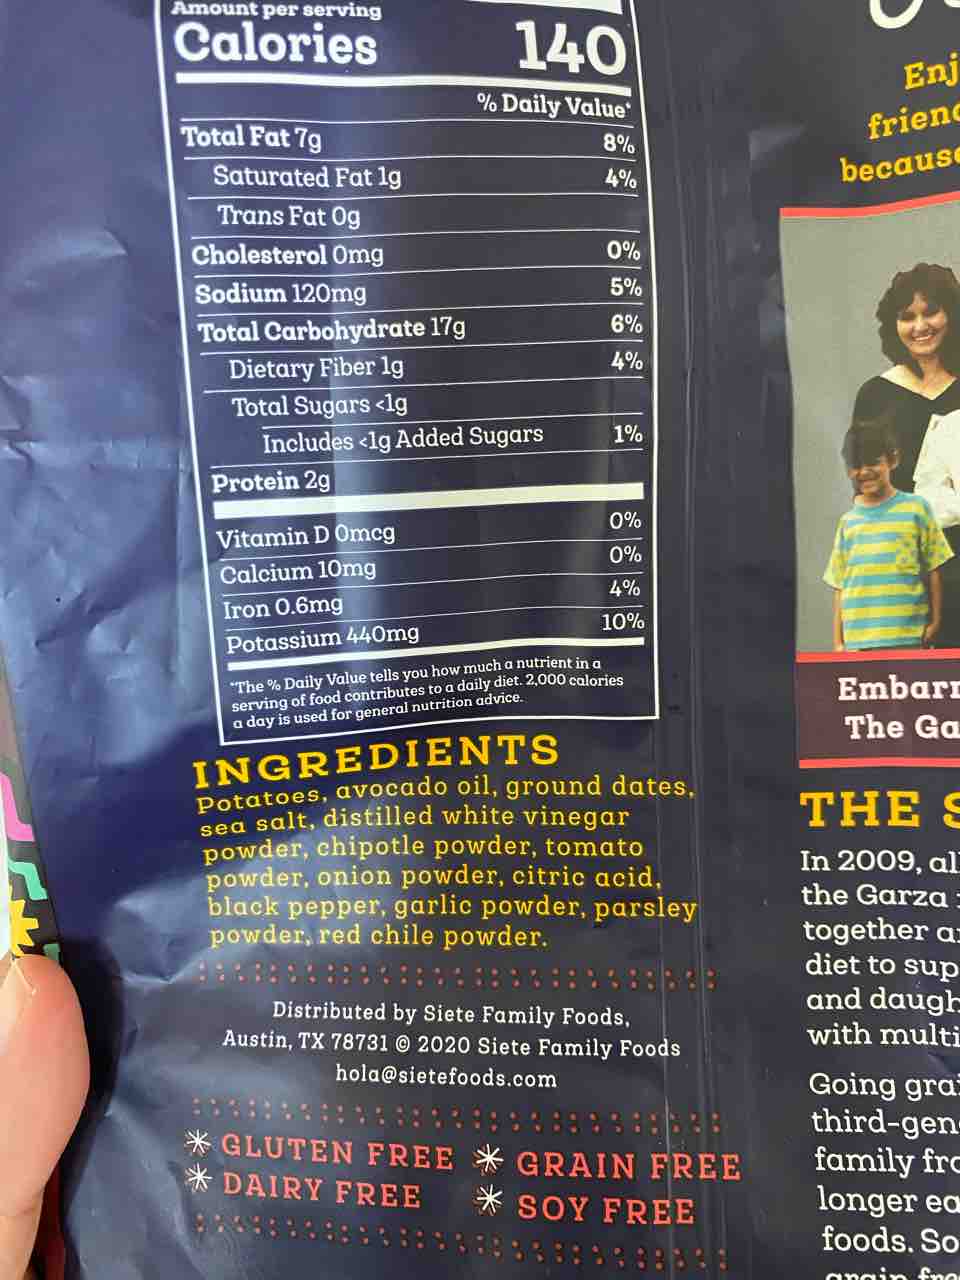 Amount per serving
Calories 140
% Daily Value*
Total Fat 7g 8%
Saturated Fat 1g 4%
Trans Fat 0g
Cholesterol 0mg 0%
Sodium 120mg 5%
Total Carbohydrate 17g 6%
Dietary Fiber 1g 4%
Total Sugars <1g
Includes <1g Added Sugars 1%
Protein 2g
Vitamin D 0mcg 0%
Calcium 10mg 0%
Iron 0.6mg 4%
Potassium 440mg 10%
*The % Daily Value tells you how much a nutrient in a
serving of food contributes to a daily diet. 2,000 calories
a day is used for general nutrition advice.
INGREDIENTS
Potatoes, avocado oil, ground dates,
sea salt, distilled white vinegar
powder, chipotle powder, tomato
powder, onion powder, citric acid,
black pepper, garlic powder, parsley
powder, red chile powder.
Distributed by Siete Family Foods,
Austin, TX 78731 © 2020 Siete Family Foods
hola@sietefoods.com
* GLUTEN FREE * GRAIN FREE
* DAIRY FREE * SOY FREE
Enj
friend
because
Embarr
The Ga
THE S
In 2009, al
the Garza
together a
diet to sup
and daugh
with multi
Going grai
third-gen
family fro
longer ea
foods. So
grain fre